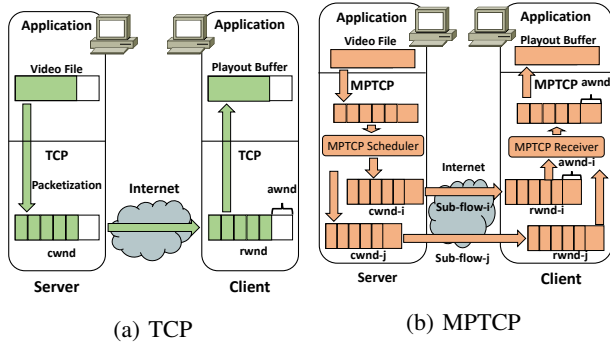 Application
Video File
TCP
Packetization
cwnd
Server
Internet
Application
Playout Buffer
TCP
awnd
rwnd
Client
(a) TCP
Application
Video File
MPTCP
MPTCP Scheduler
cwnd-i
cwnd-j
Server
Internet
Sub-flow-i
Sub-flow-j
Application
Playout Buffer
MPTCP
awnd
MPTCP Receiver
awnd-i
rwnd-i
rwnd-j
Client
(b) MPTCP